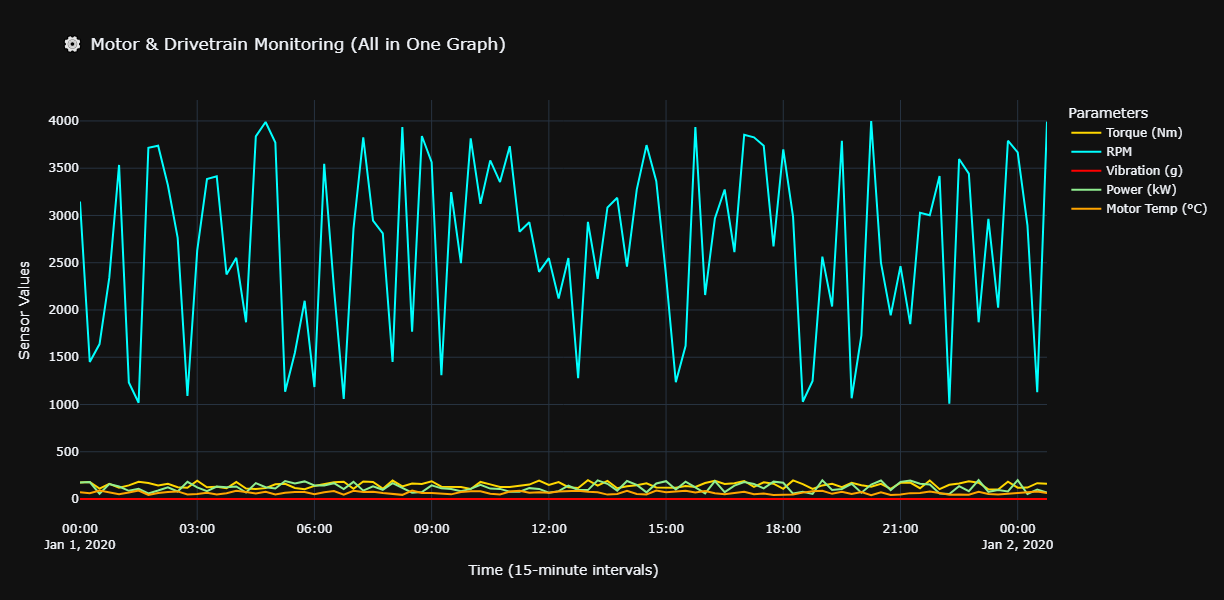 ⚙ Motor & Drivetrain Monitoring (All in One Graph)
Parameters
Torque (Nm)
RPM
Vibration (g)
Power (kW)
Motor Temp (°C)
Sensor Values
4000
3500
3000
2500
2000
1500
1000
500
0
00:00 03:00 06:00 09:00 12:00 15:00 18:00 21:00 00:00
Jan 1, 2020 Jan 2, 2020
Time (15-minute intervals)